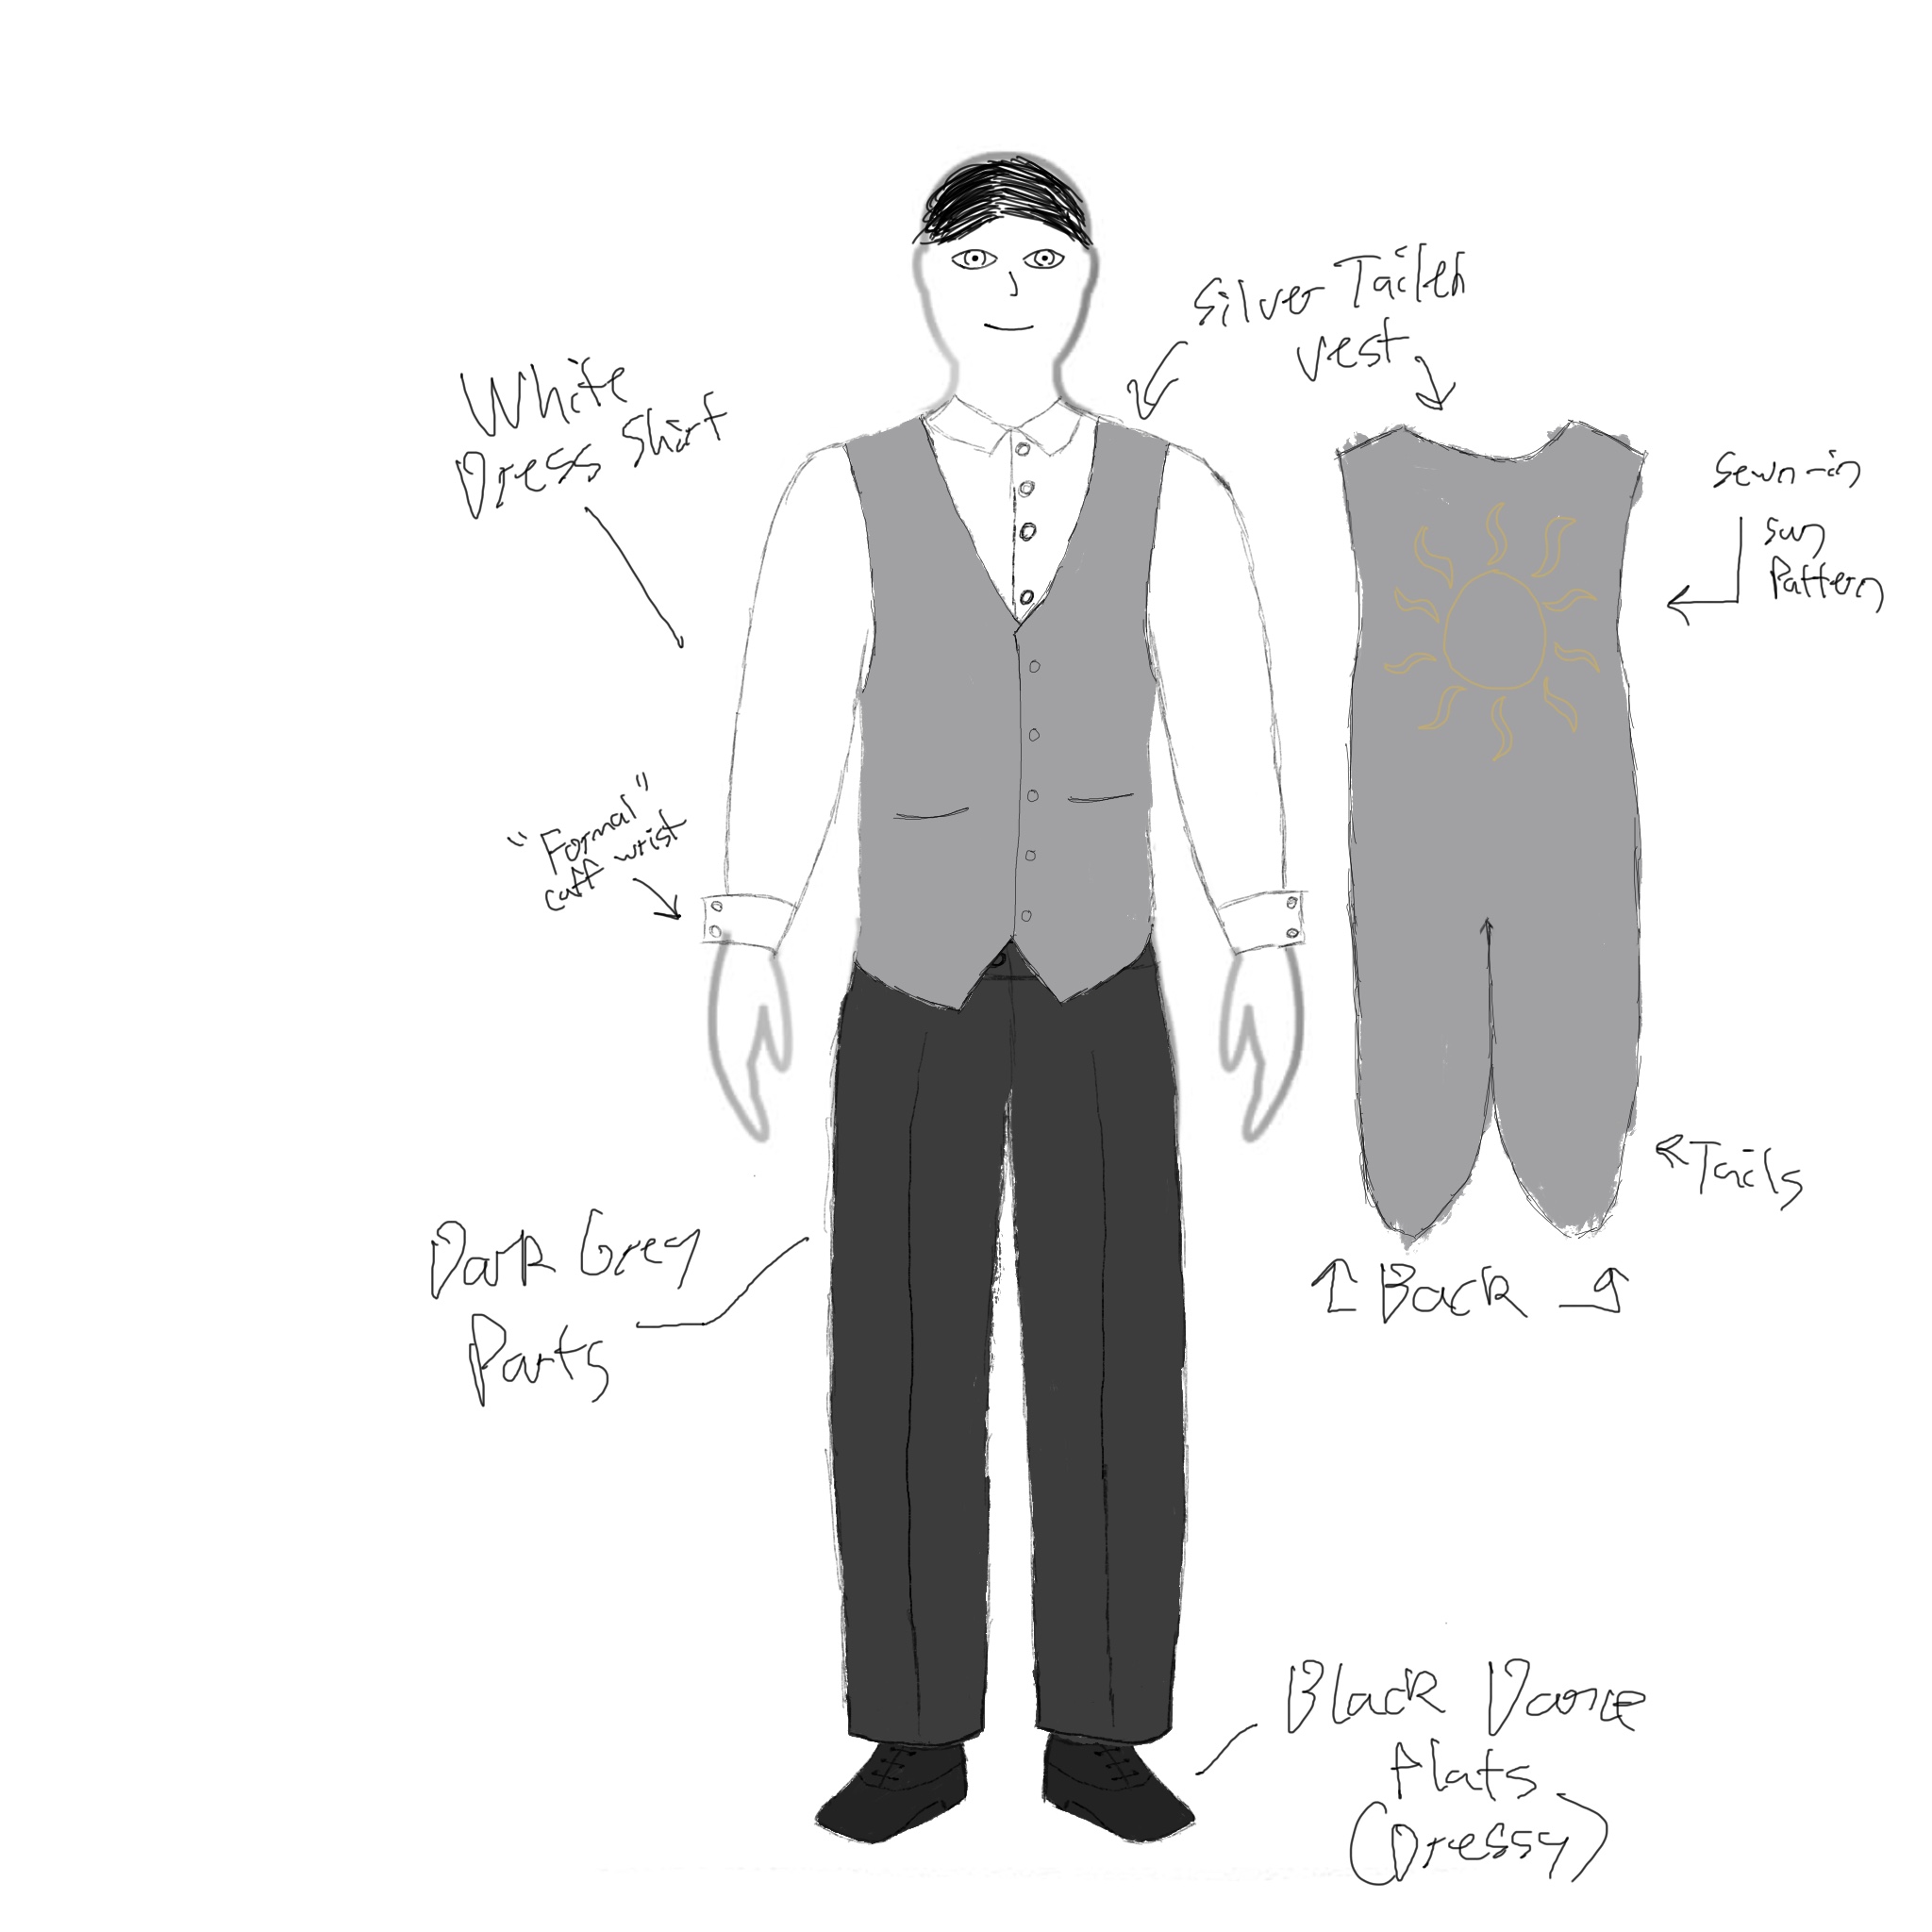 Silver Tailed
vest
White
Dress Shirt
Sewn-in
sun
Pattern
"Formal"
cuff wrist
Tails
Dark Grey
Pants
Back
Black Dance
flats
(Dressy)